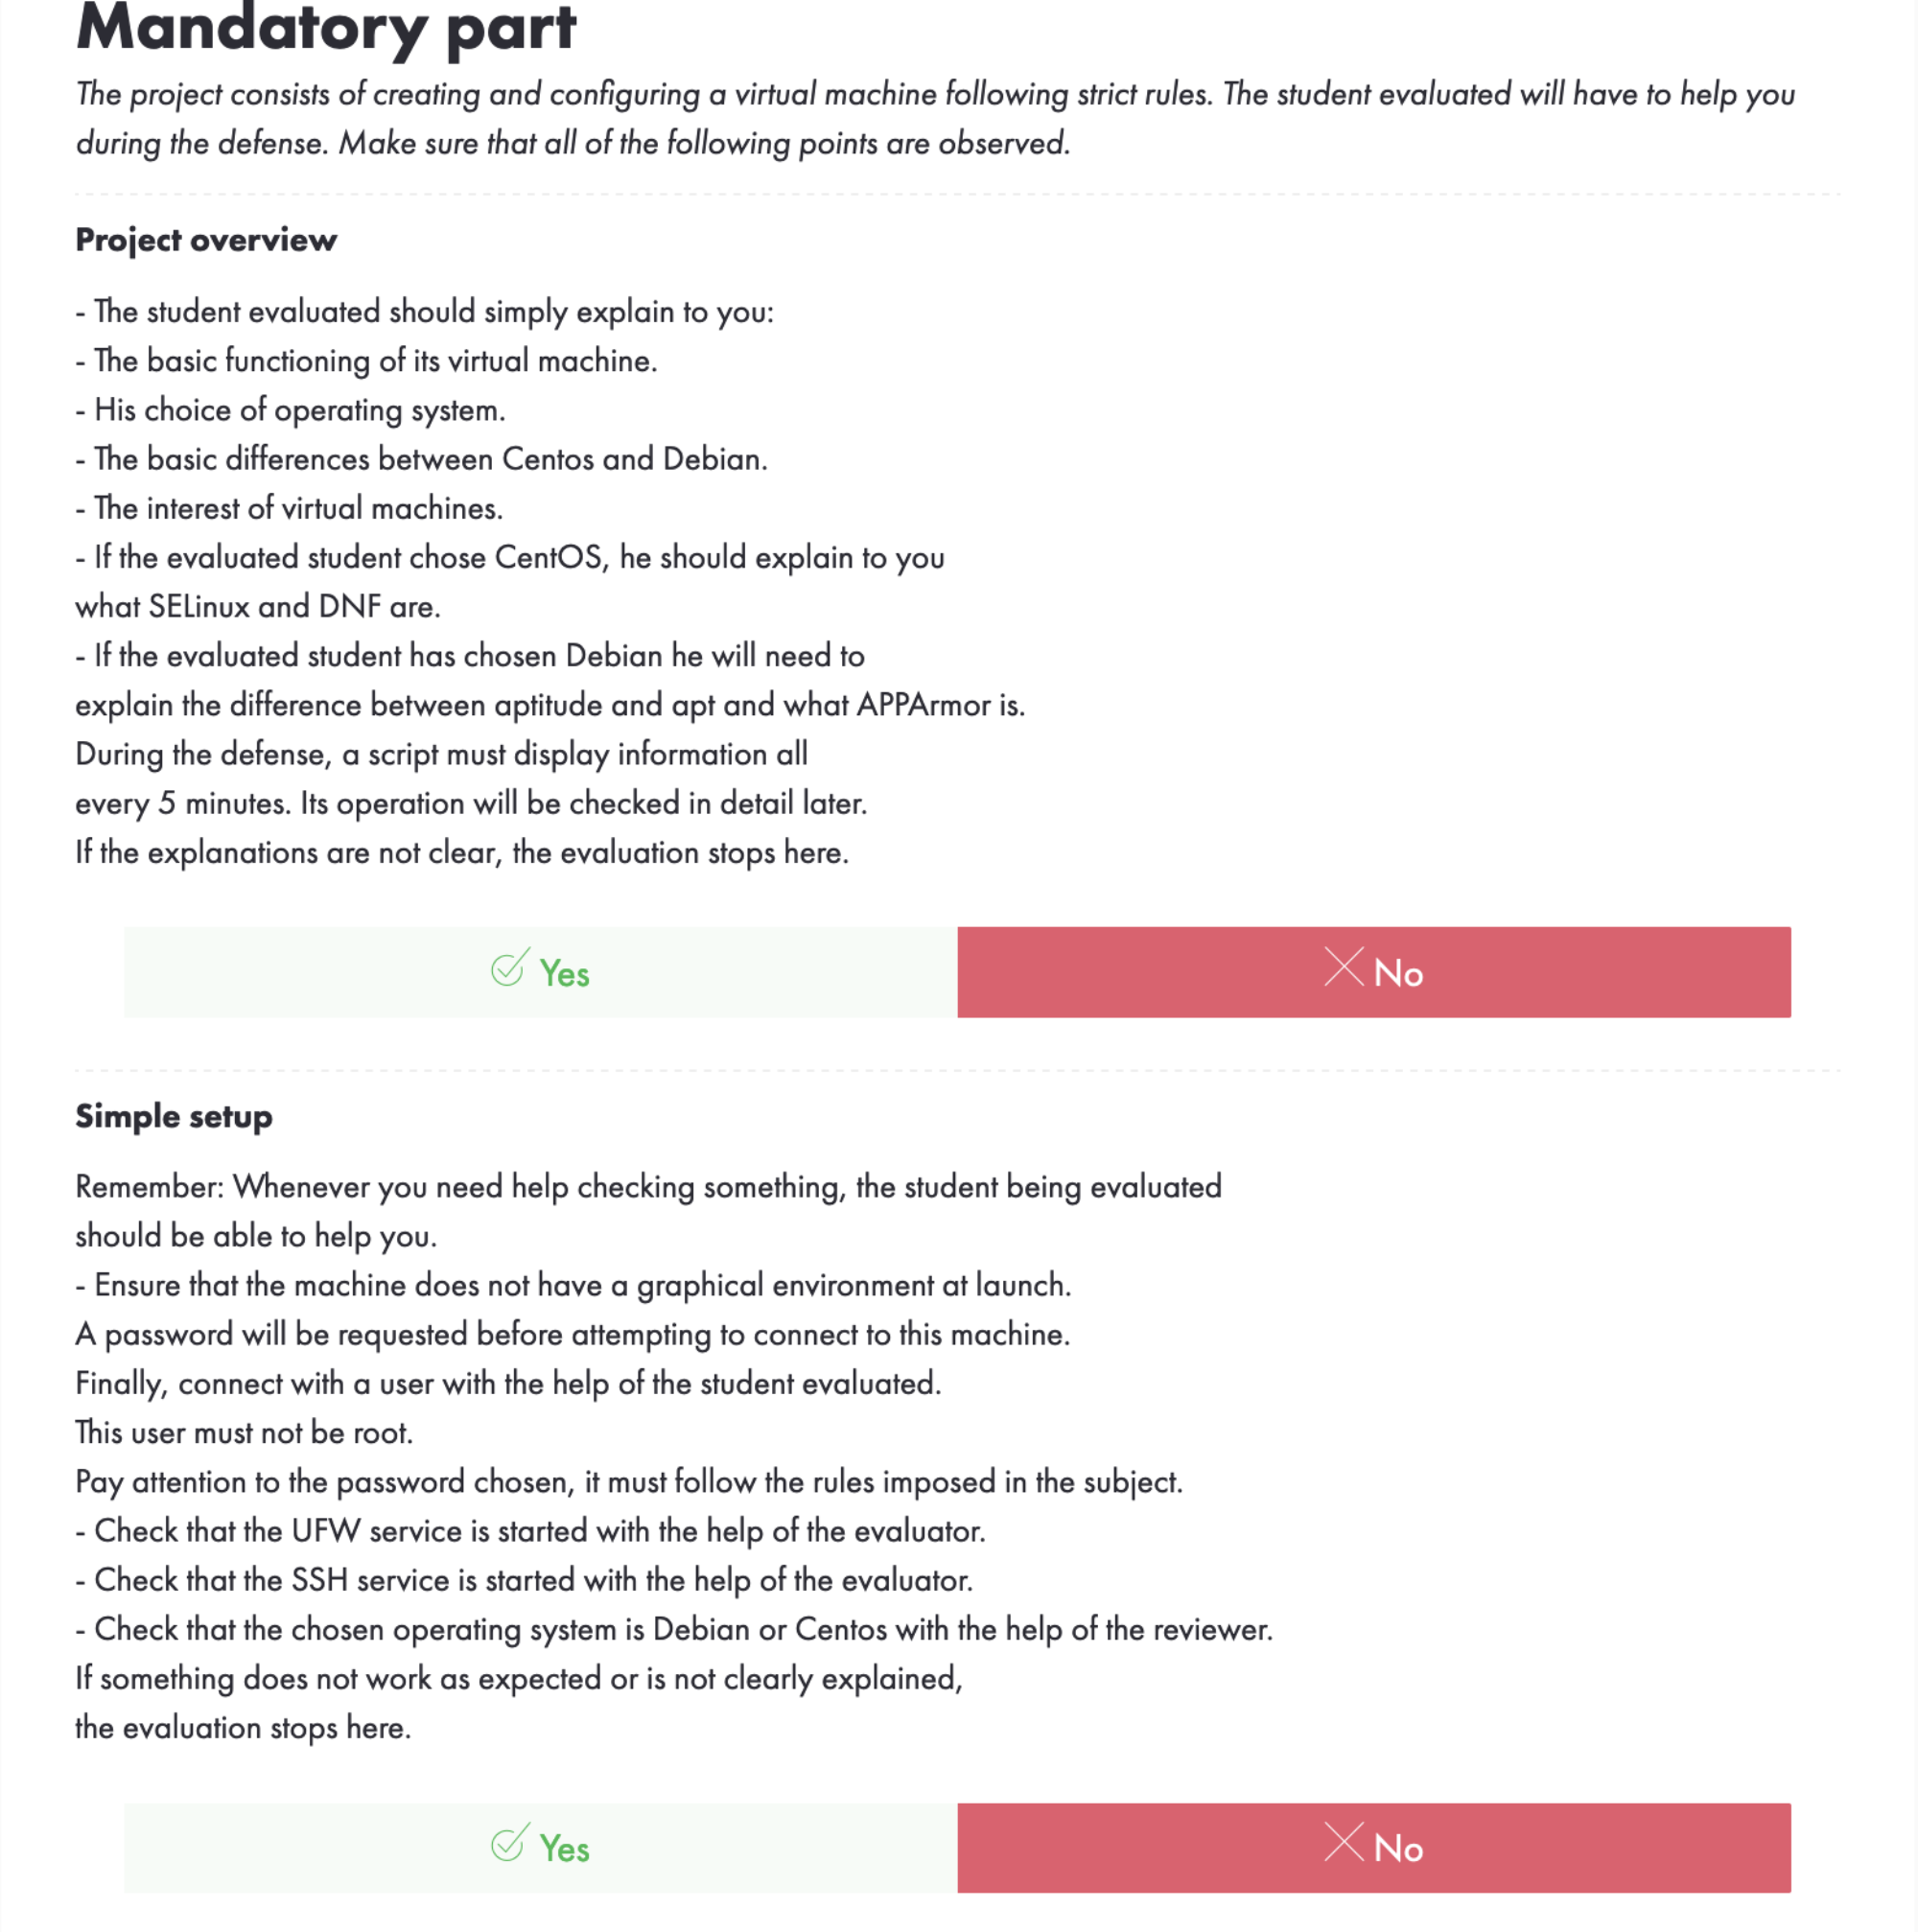 Mandatory part
The project consists of creating and configuring a virtual machine following strict rules. The student evaluated will have to help you
during the defense. Make sure that all of the following points are observed.
Project overview
- The student evaluated should simply explain to you:
- The basic functioning of its virtual machine.
- His choice of operating system.
- The basic differences between Centos and Debian.
- The interest of virtual machines.
- If the evaluated student chose CentOS, he should explain to you
what SELinux and DNF are.
- If the evaluated student has chosen Debian he will need to
explain the difference between aptitude and apt and what APPArmor is.
During the defense, a script must display information all
every 5 minutes. Its operation will be checked in detail later.
If the explanations are not clear, the evaluation stops here.
Yes No
Simple setup
Remember: Whenever you need help checking something, the student being evaluated
should be able to help you.
- Ensure that the machine does not have a graphical environment at launch.
A password will be requested before attempting to connect to this machine.
Finally, connect with a user with the help of the student evaluated.
This user must not be root.
Pay attention to the password chosen, it must follow the rules imposed in the subject.
- Check that the UFW service is started with the help of the evaluator.
- Check that the SSH service is started with the help of the evaluator.
- Check that the chosen operating system is Debian or Centos with the help of the reviewer.
If something does not work as expected or is not clearly explained,
the evaluation stops here.
Yes No